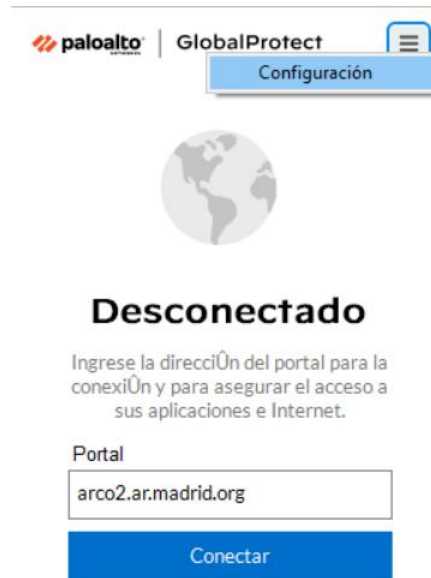 paloalto | GlobalProtect
Configuración
Desconectado
Ingrese la direcciÛn del portal para la
conexiÛn y para asegurar el acceso a
sus aplicaciones e Internet.
Portal
arco2.ar.madrid.org
Conectar